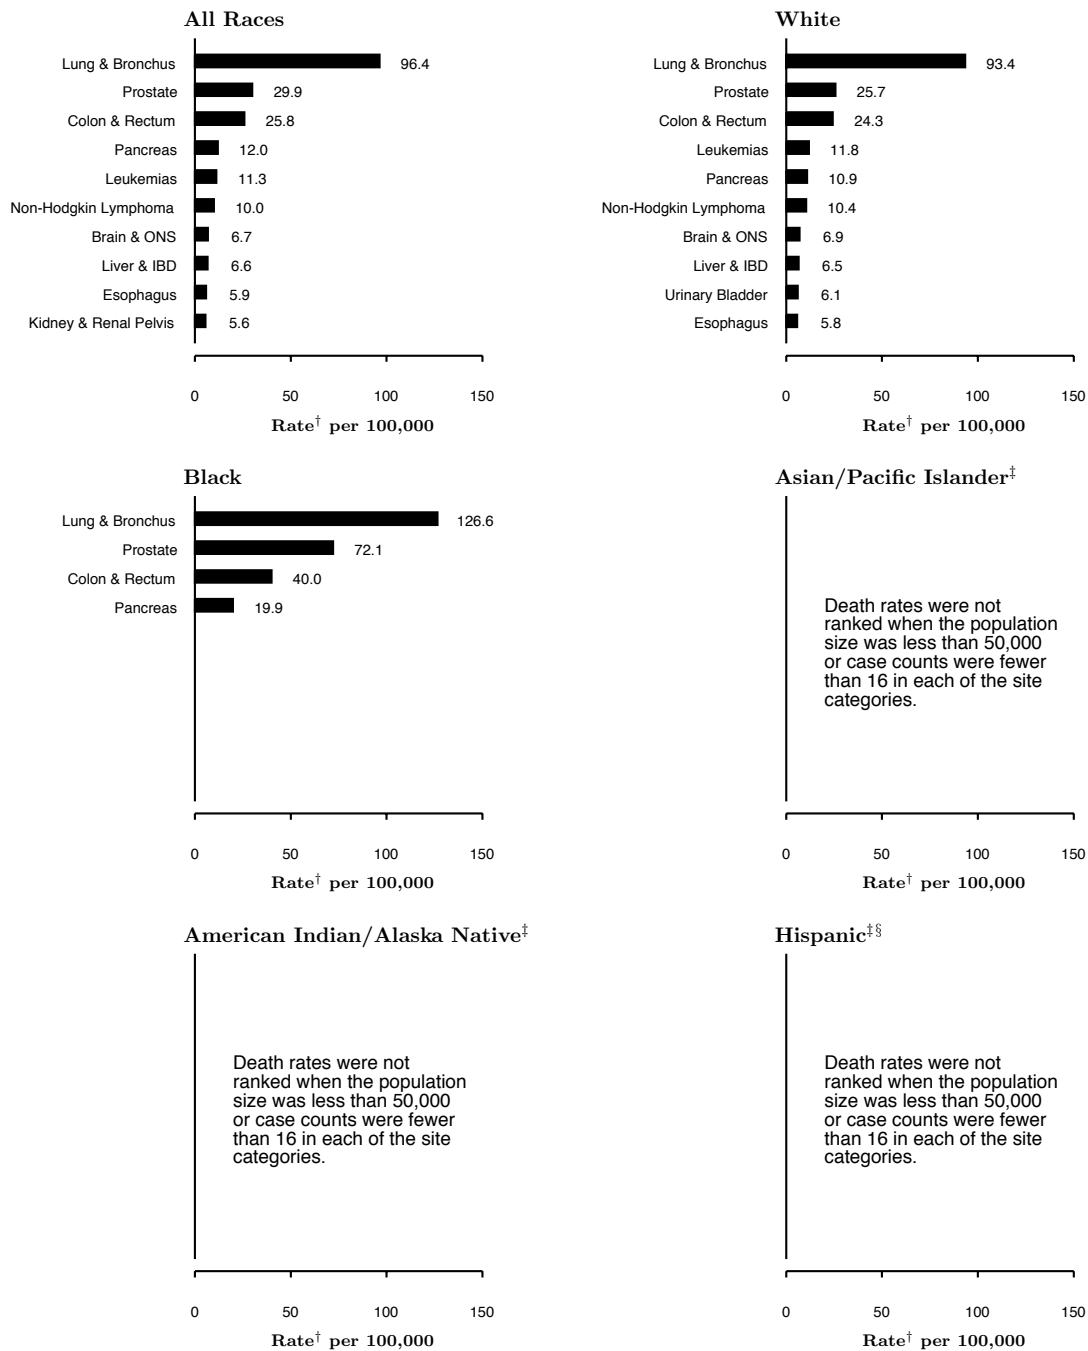 All Races
Lung & Bronchus 96.4
Prostate 29.9
Colon & Rectum 25.8
Pancreas 12.0
Leukemias 11.3
Non-Hodgkin Lymphoma 10.0
Brain & ONS 6.7
Liver & IBD 6.6
Esophagus 5.9
Kidney & Renal Pelvis 5.6
0 50 100 150
Rate† per 100,000
White
Lung & Bronchus 93.4
Prostate 25.7
Colon & Rectum 24.3
Leukemias 11.8
Pancreas 10.9
Non-Hodgkin Lymphoma 10.4
Brain & ONS 6.9
Liver & IBD 6.5
Urinary Bladder 6.1
Esophagus 5.8
0 50 100 150
Rate† per 100,000
Black
Lung & Bronchus 126.6
Prostate 72.1
Colon & Rectum 40.0
Pancreas 19.9
0 50 100 150
Rate† per 100,000
Asian/Pacific Islander‡
Death rates were not
ranked when the population
size was less than 50,000
or case counts were fewer
than 16 in each of the site
categories.
0 50 100 150
Rate† per 100,000
American Indian/Alaska Native‡
Death rates were not
ranked when the population
size was less than 50,000
or case counts were fewer
than 16 in each of the site
categories.
0 50 100 150
Rate† per 100,000
Hispanic‡§
Death rates were not
ranked when the population
size was less than 50,000
or case counts were fewer
than 16 in each of the site
categories.
0 50 100 150
Rate† per 100,000